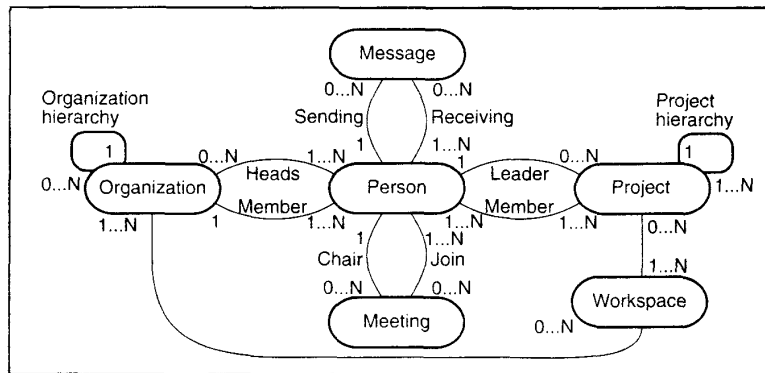 Message
0...N 0...N
Organization
hierarchy
Project
hierarchy
Sending Receiving
1 1...N
1 0...N 1...N 1 0...N 1
0...N Organization Heads Person Leader Project 1...N
Member Member
1...N 1 1...N 1...N 1...N 0...N
1 1...N
Chair Join
1...N
0...N 0...N
Workspace
Meeting 0...N